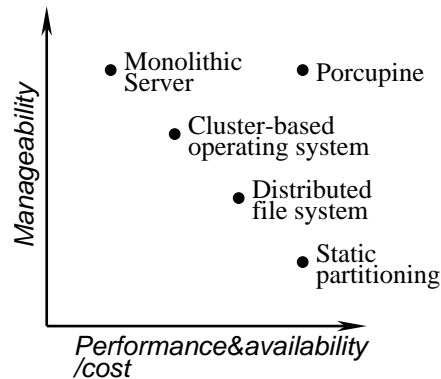 Monolithic
Server
Porcupine
Cluster-based
operating system
Distributed
file system
Static
partitioning
Manageability
Performance&availability
/cost